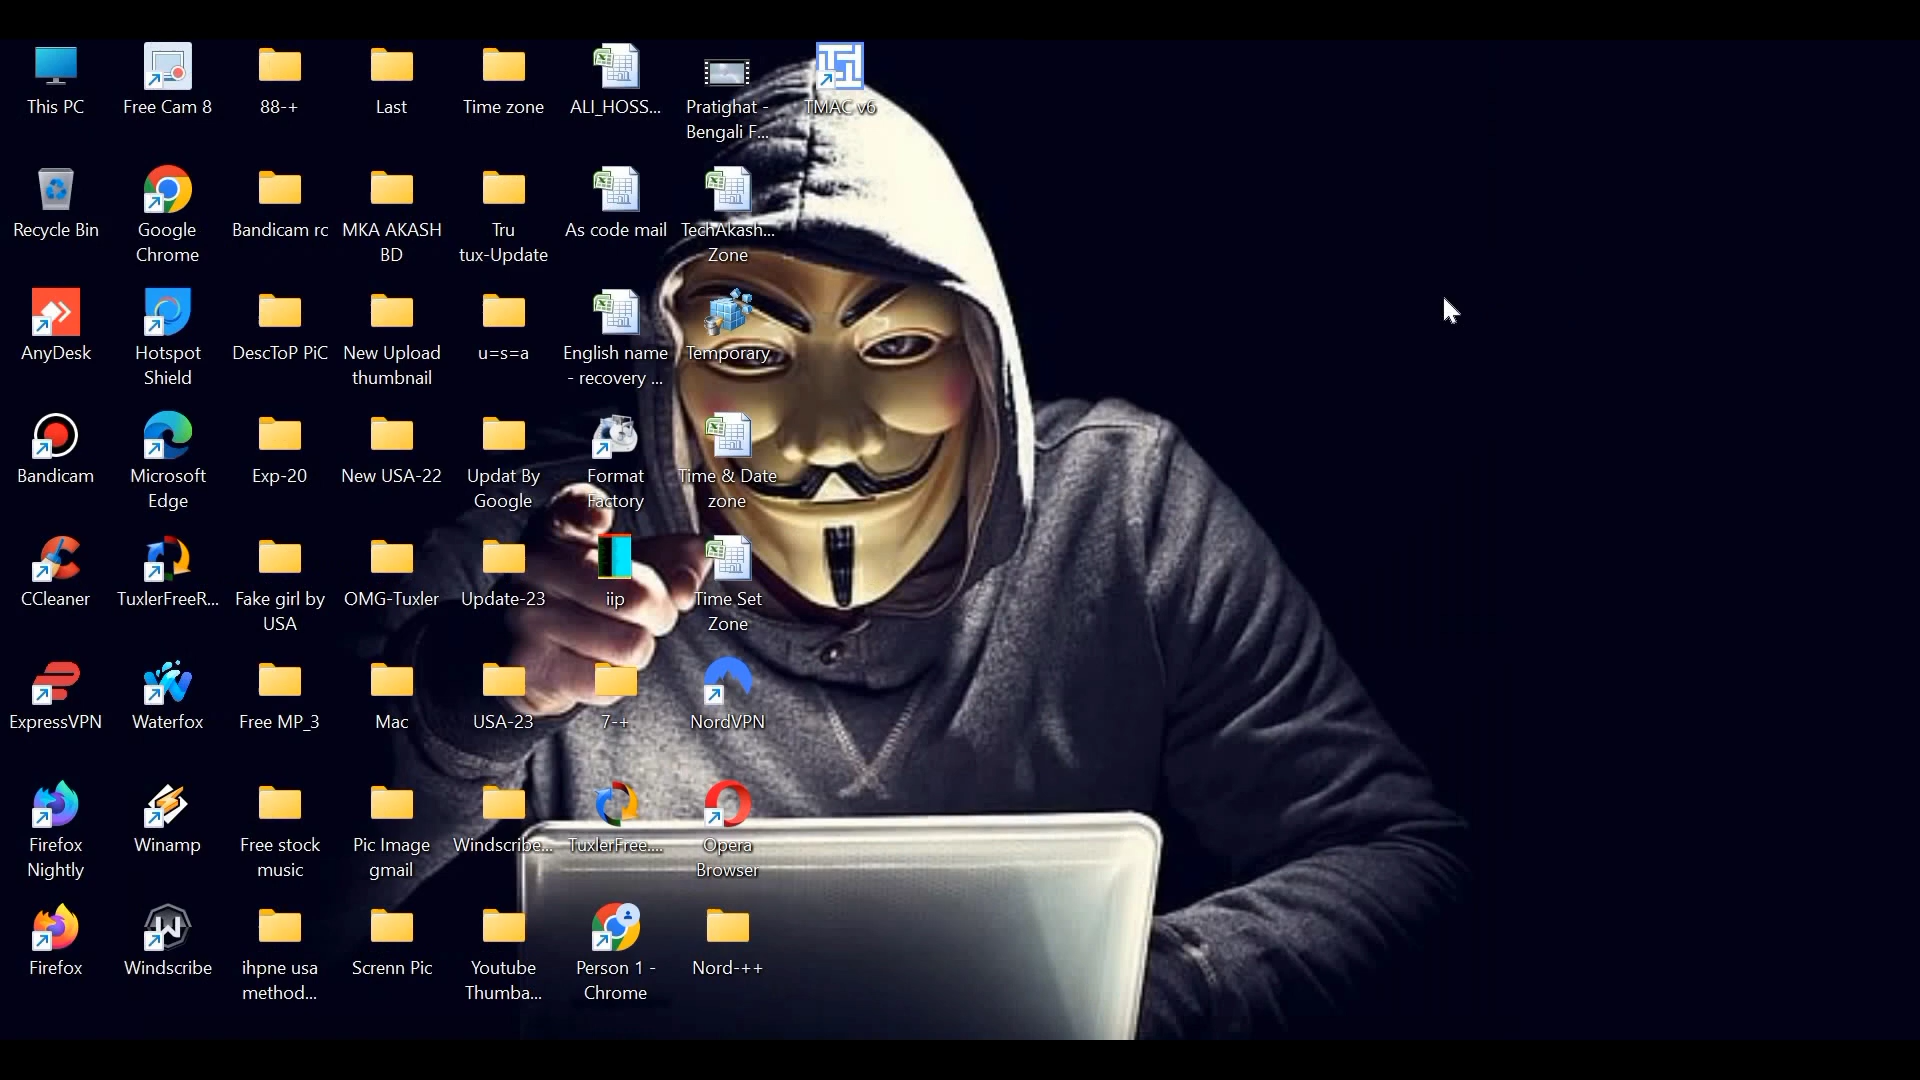 This PC
Free Cam 8
88-+
Last
Time zone
ALI_HOSS...
Pratighat -
Bengali F...
TMAC v6
Recycle Bin
Google
Chrome
Bandicam rc
MKA AKASH
BD
Tru
tux-Update
As code mail
TechAkash...
Zone
AnyDesk
Hotspot
Shield
DescToP PiC
New Upload
thumbnail
u=s=a
English name
- recovery ...
Temporary
Bandicam
Microsoft
Edge
Exp-20
New USA-22
Updat By
Google
Format
Factory
Time & Date
zone
CCleaner
TuxlerFreeR...
Fake girl by
USA
OMG-Tuxler
Update-23
iip
Time Set
Zone
ExpressVPN
Waterfox
Free MP_3
Mac
USA-23
7-+
NordVPN
Firefox
Nightly
Winamp
Free stock
music
Pic Image
gmail
Windscribe...
TuxlerFree....
Opera
Browser
Firefox
Windscribe
ihpne usa
method...
Screnn Pic
Youtube
Thumba...
Person 1 -
Chrome
Nord-++